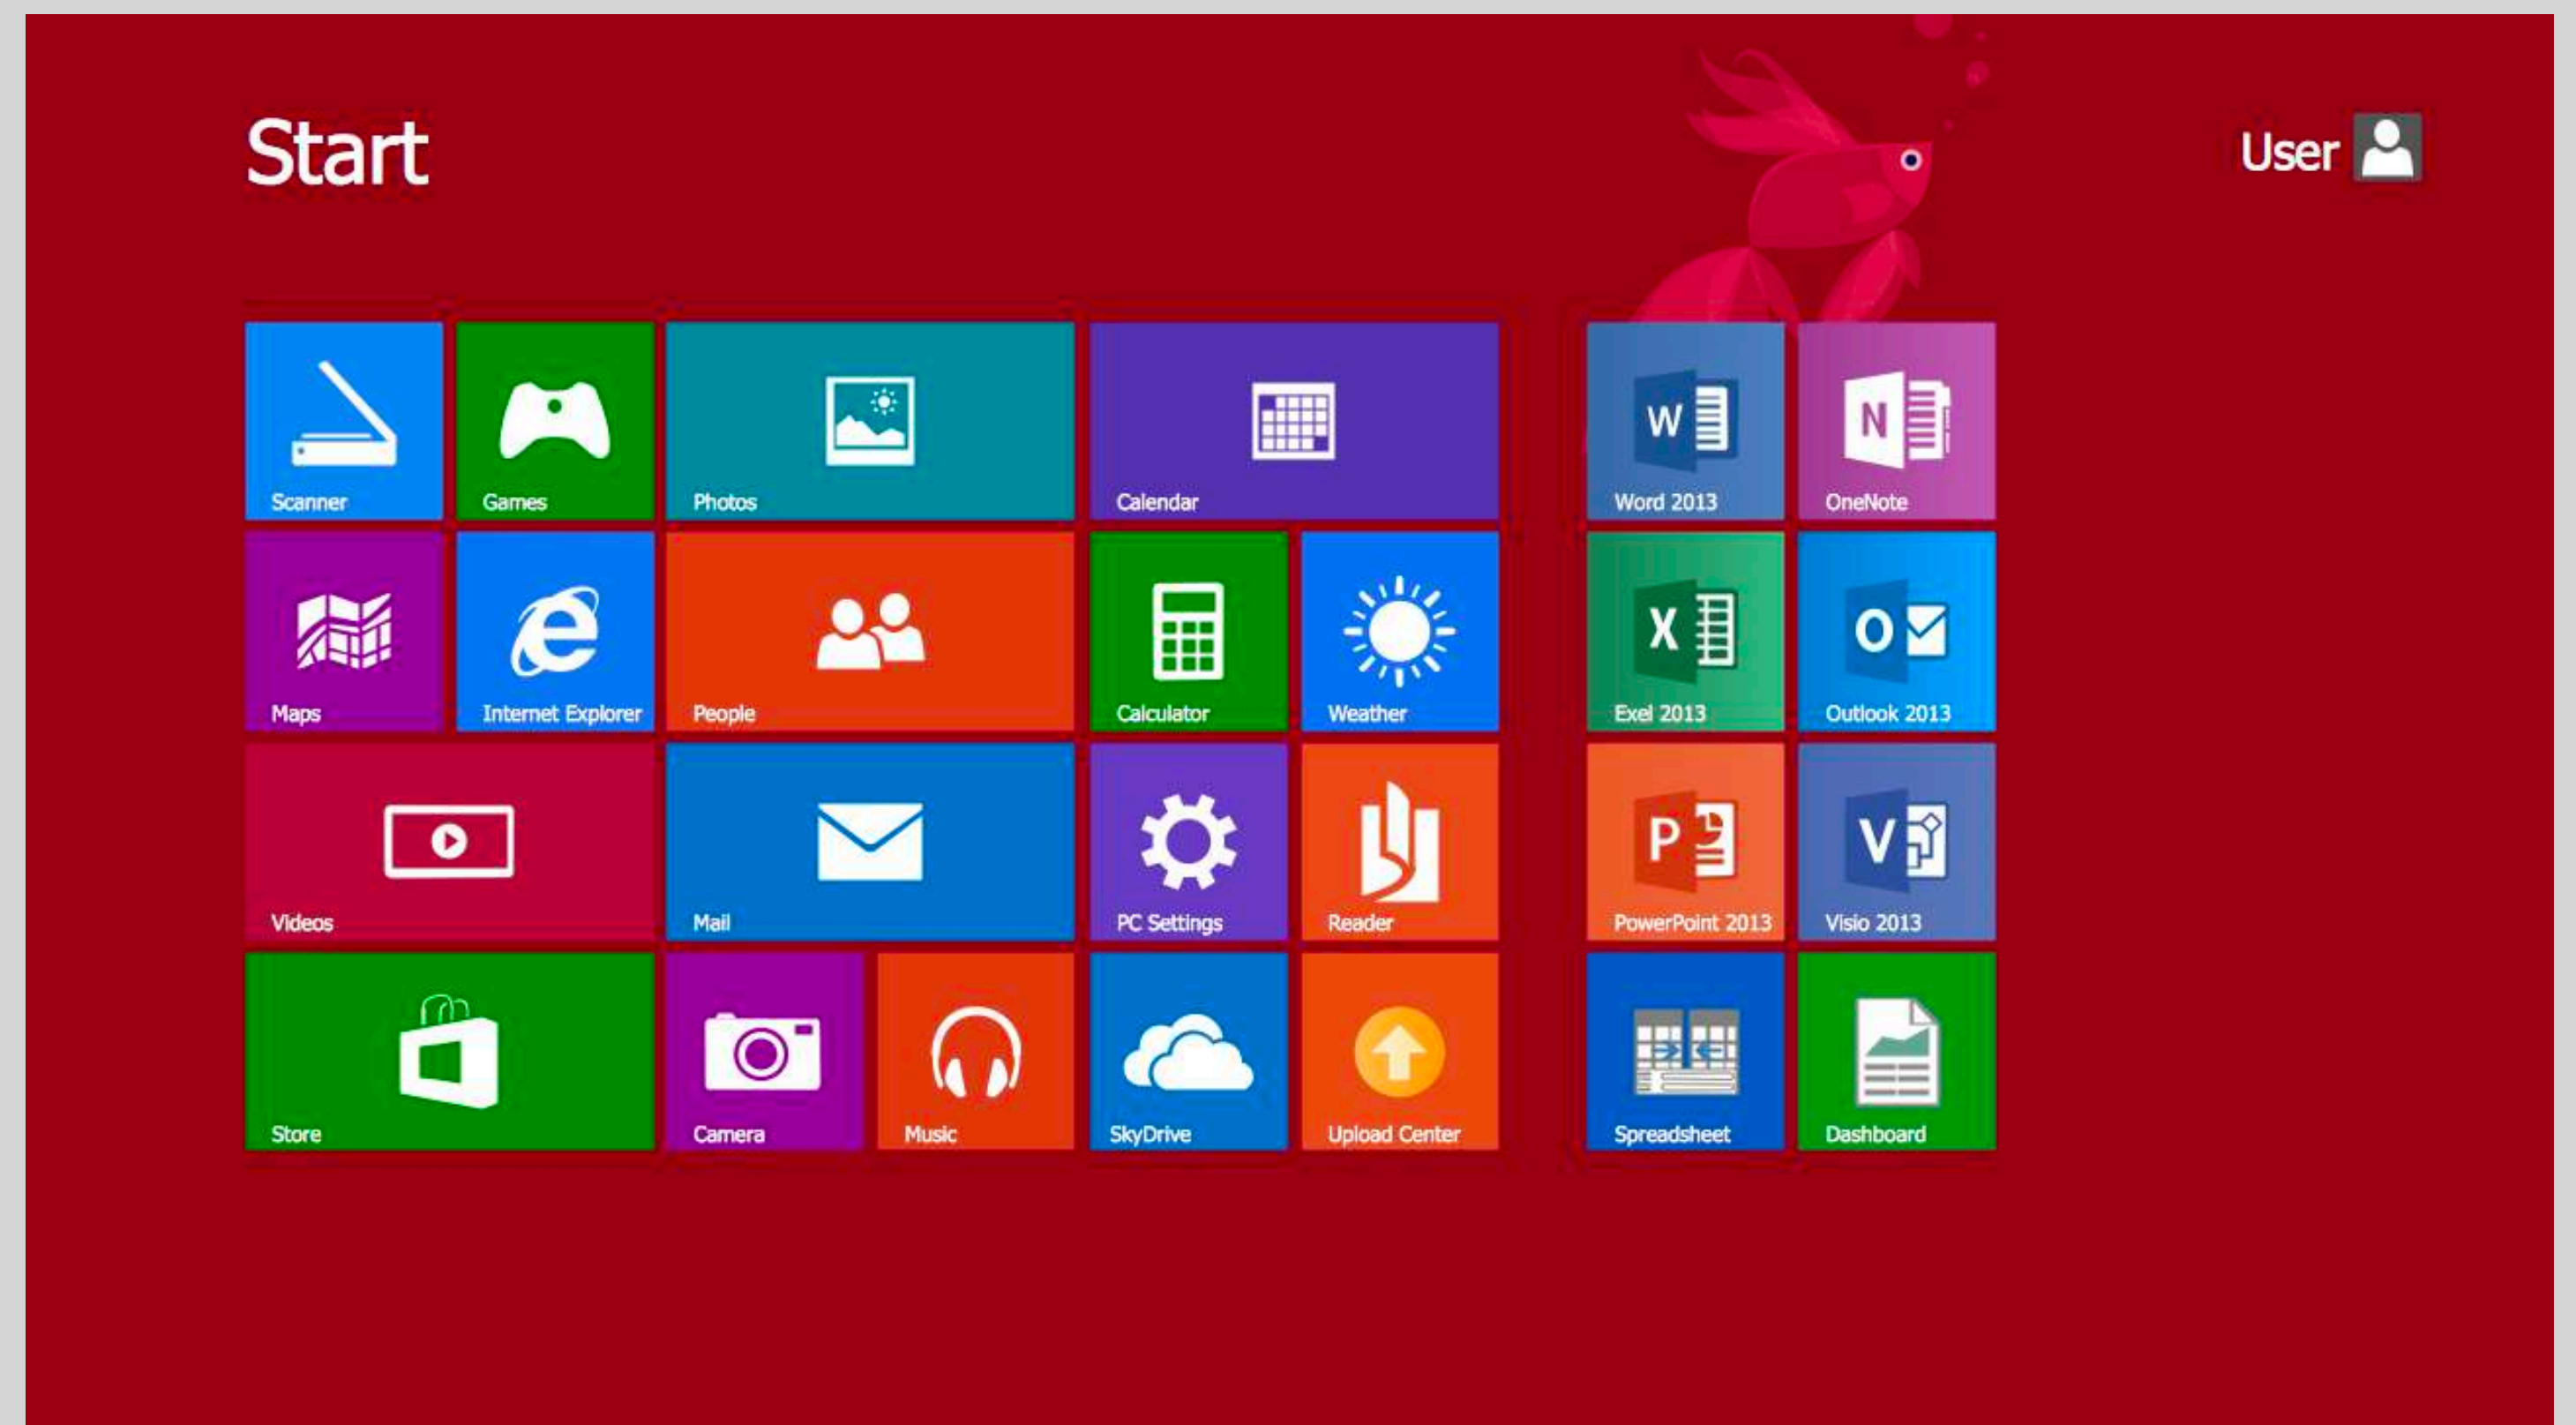 Start
User
Scanner
Games
Photos
Calendar
Word 2013
OneNote
Maps
Internet Explorer
People
Calculator
Weather
Exel 2013
Outlook 2013
Videos
Mail
PC Settings
Reader
PowerPoint 2013
Visio 2013
Store
Camera
Music
SkyDrive
Upload Center
Spreadsheet
Dashboard